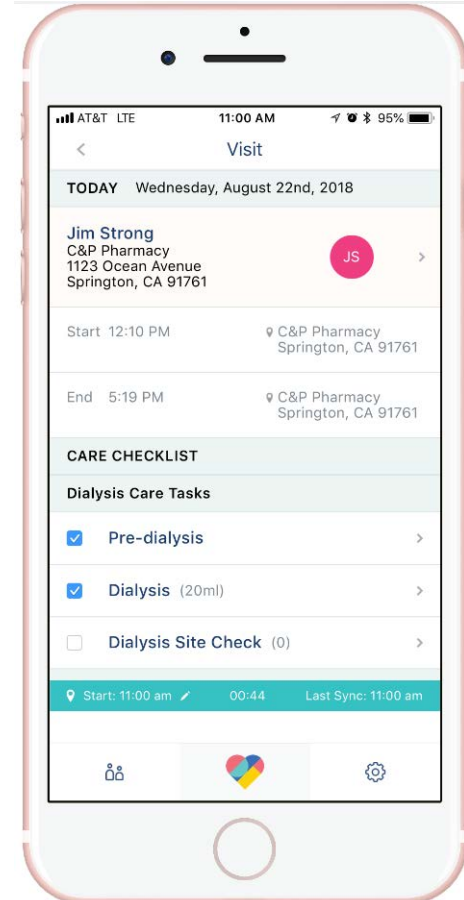 AT&T LTE 11:00 AM 95%
Visit
TODAY Wednesday, August 22nd, 2018
Jim Strong
C&P Pharmacy
1123 Ocean Avenue
Springton, CA 91761
JS
Start 12:10 PM C&P Pharmacy
Springton, CA 91761
End 5:19 PM C&P Pharmacy
Springton, CA 91761
CARE CHECKLIST
Dialysis Care Tasks
Pre-dialysis
Dialysis (20ml)
Dialysis Site Check (0)
Start: 11:00 am 00:44 Last Sync: 11:00 am